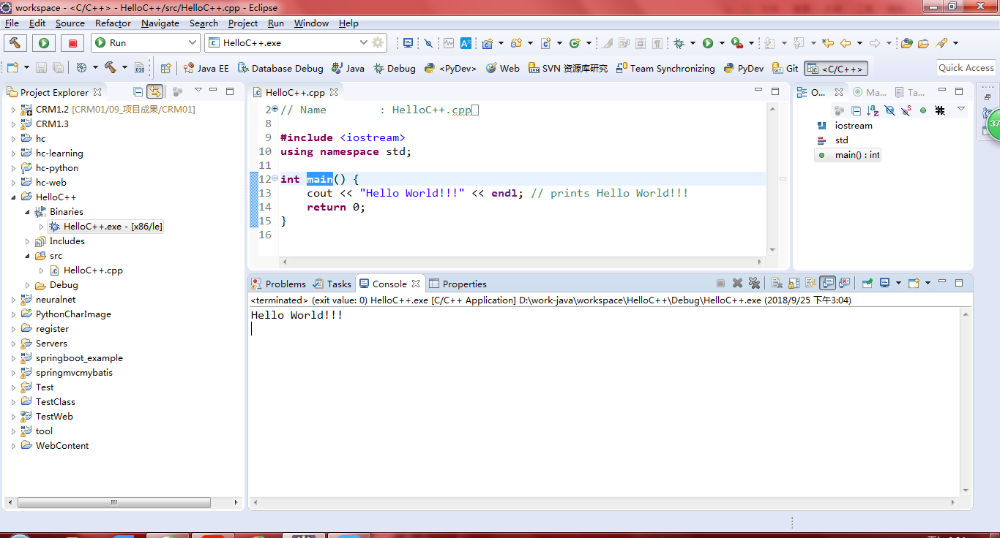 workspace - <C/C++> - HelloC++/src/HelloC++.cpp - Eclipse
File Edit Source Refactor Navigate Search Project Run Window Help
Run HelloC++.exe
Java EE Database Debug Java Debug <PyDev> Web SVN 资源库研究 Team Synchronizing PyDev Git <C/C++> Quick Access
Project Explorer
CRM1.2 [CRM01/09_项目成果/CRM01]
CRM1.3
hc
hc-learning
hc-python
hc-web
HelloC++
Binaries
HelloC++.exe - [x86/le]
Includes
src
HelloC++.cpp
Debug
neuralnet
PythonCharImage
register
Servers
springboot_example
springmvcmybatis
Test
TestClass
TestWeb
tool
WebContent
HelloC++.cpp
2 // Name : HelloC++.cpp
8
9 #include <iostream>
10 using namespace std;
11
12 int main() {
13 cout << "Hello World!!!" << endl; // prints Hello World!!!
14 return 0;
15 }
16
O... Ma... Ta...
iostream
std
main() : int
37
Problems Tasks Console Properties
<terminated> (exit value: 0) HelloC++.exe [C/C++ Application] D:\work-java\workspace\HelloC++\Debug\HelloC++.exe (2018/9/25 下午3:04)
Hello World!!!